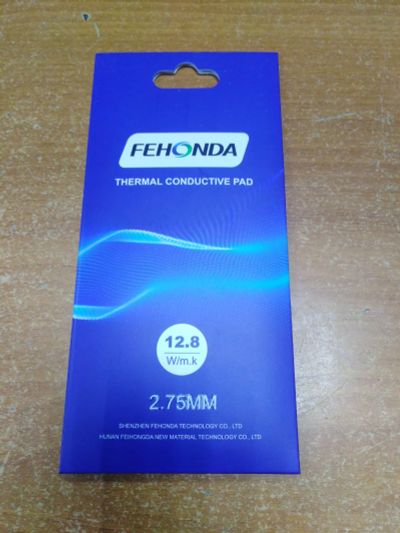 FEHONDA
THERMAL CONDUCTIVE PAD
12.8
W/m.k
2.75MM
SHENZHEN FEHONDA TECHNOLOGY CO., LTD
HUNAN FEIHONGDA NEW MATERIAL TECHNOLOGY CO., LTD